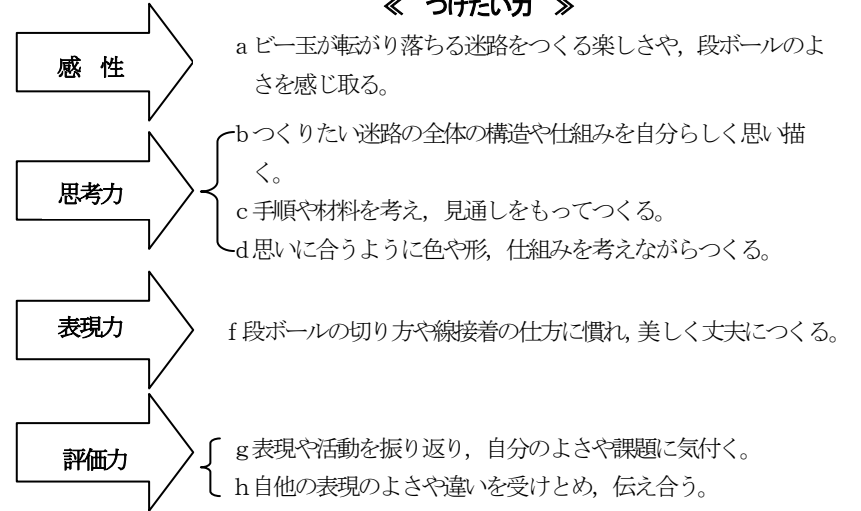 ≪ つけたい力 ≫
感 性
aビー玉が転がり落ちる迷路をつくる楽しさや，段ボールのよ
さを感じ取る。
思考力
bつくりたい迷路の全体の構造や仕組みを自分らしく思い描
く。
c手順や材料を考え，見通しをもってつくる。
d思いに合うように色や形，仕組みを考えながらつくる。
表現力
f段ボールの切り方や線接着の仕方に慣れ，美しく丈夫につくる。
評価力
g表現や活動を振り返り，自分のよさや課題に気付く。
h自他の表現のよさや違いを受けとめ，伝え合う。